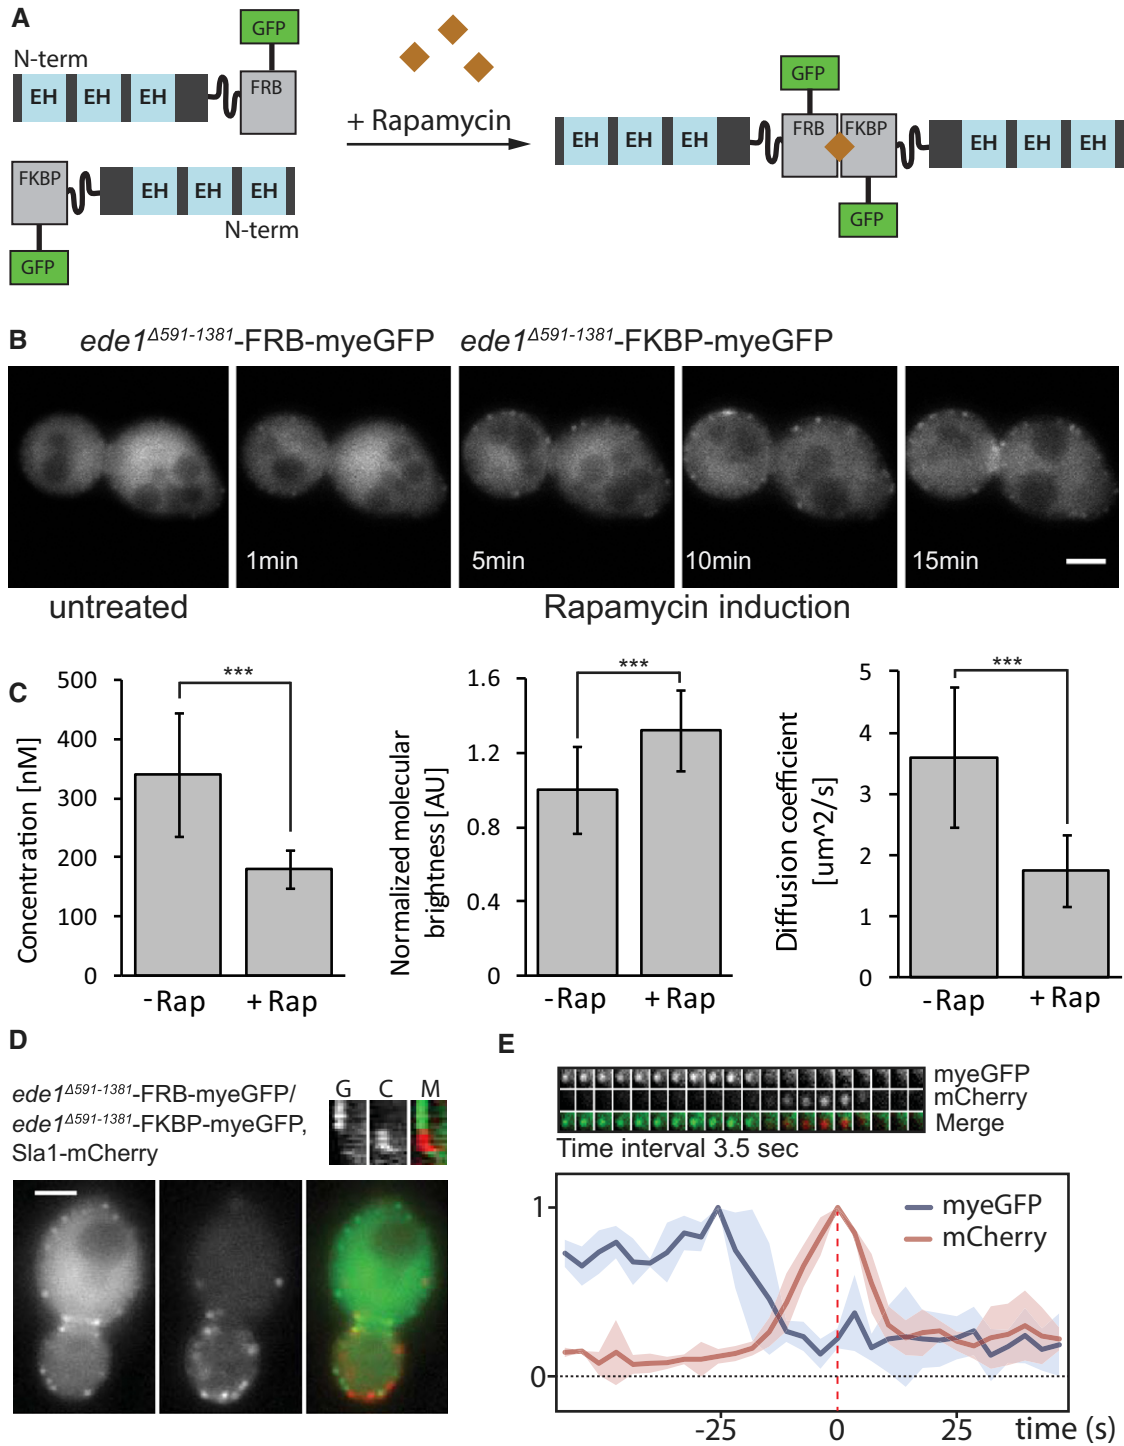 A
GFP
N-term
EH EH EH
FRB
FKBP
EH EH EH
N-term
GFP
+ Rapamycin
GFP
EH EH EH
FRB FKBP
EH EH EH
GFP
B
ede1Δ591-1381-FRB-myeGFP ede1Δ591-1381-FKBP-myeGFP
1min
5min
10min
15min
untreated
Rapamycin induction
C
Concentration [nM]
500
400
300
200
100
0
***
-Rap + Rap
Normalized molecular
brightness [AU]
1.6
1.2
0.8
0.4
0
***
-Rap + Rap
Diffusion coefficient
[um^2/s]
5
4
3
2
1
0
***
-Rap + Rap
D
ede1Δ591-1381-FRB-myeGFP/
ede1Δ591-1381-FKBP-myeGFP,
Sla1-mCherry
G C M
E
myeGFP
mCherry
Merge
Time interval 3.5 sec
1
0
myeGFP
mCherry
-25 0 25 time (s)